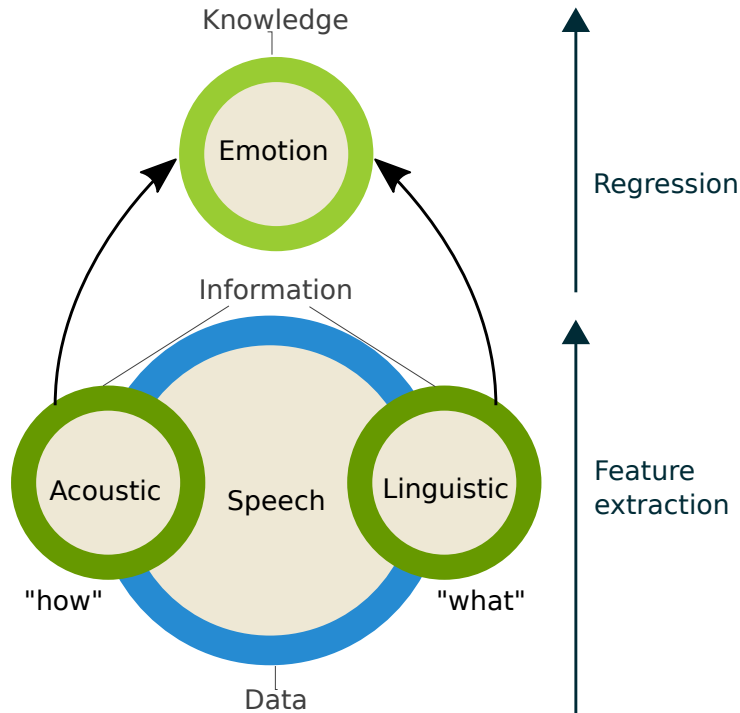 Knowledge
Emotion
Regression
Information
Acoustic
Speech
Linguistic
Feature
extraction
"how"
"what"
Data